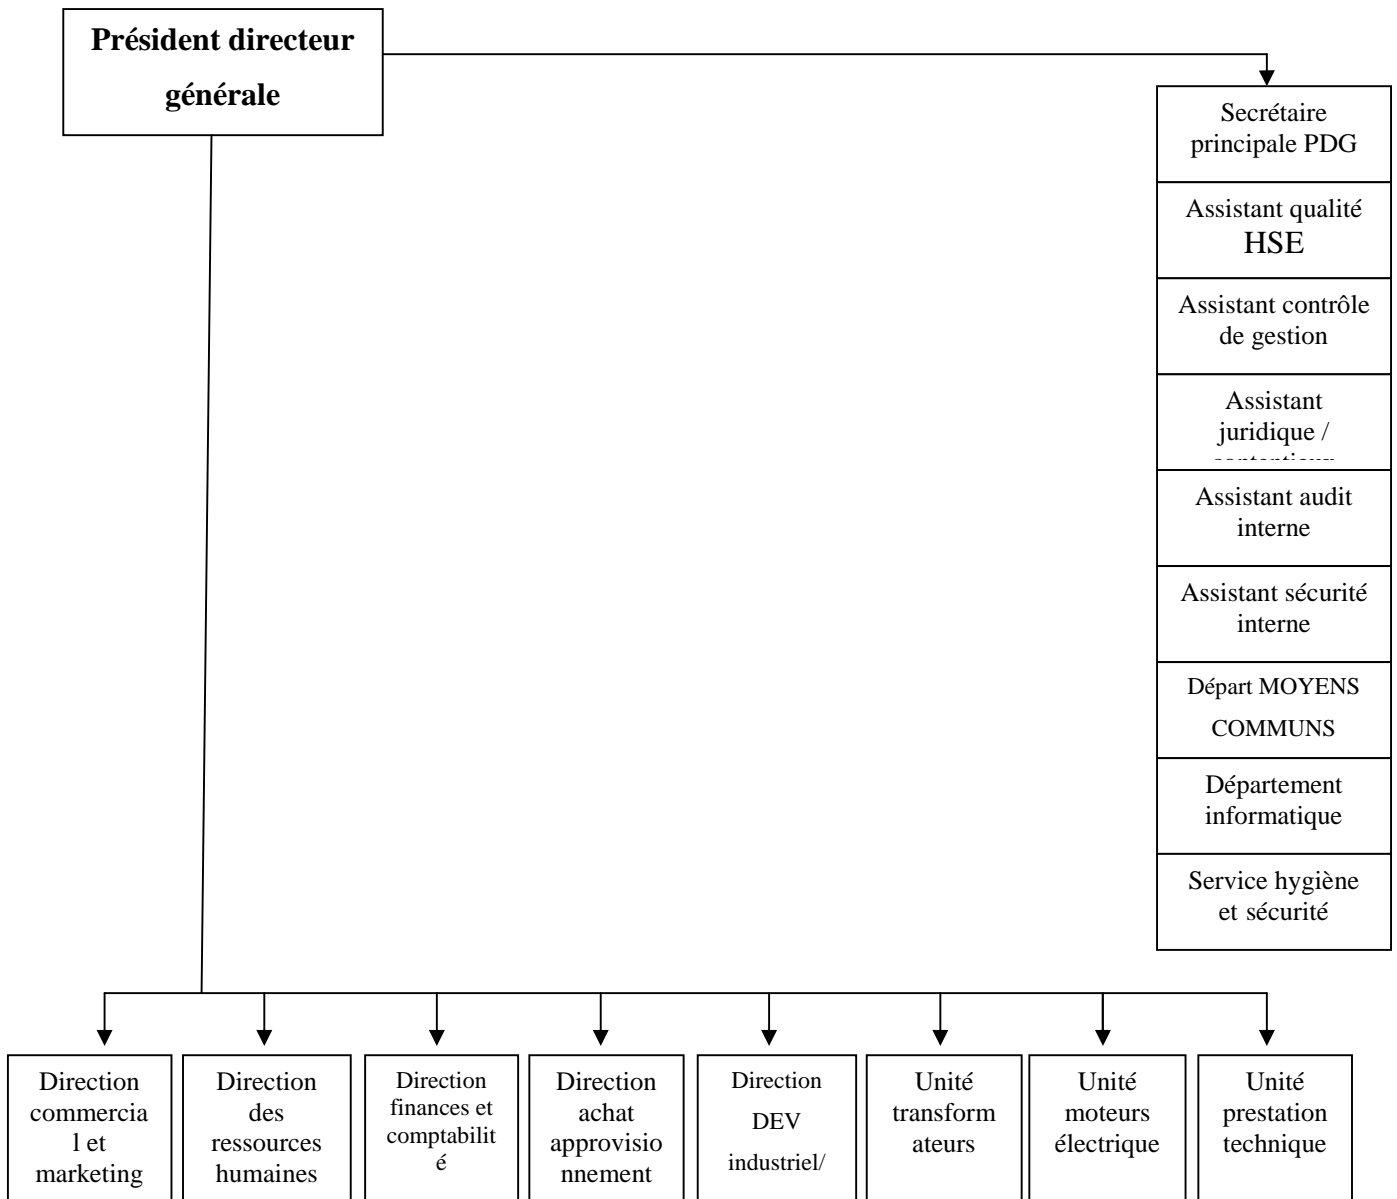 Président directeur
générale
Secrétaire
principale PDG
Assistant qualité
HSE
Assistant contrôle
de gestion
Assistant
juridique /
Assistant audit
interne
Assistant sécurité
interne
Départ MOYENS
COMMUNS
Département
informatique
Service hygiène
et sécurité
Direction
commercia
l et
marketing
Direction
des
ressources
humaines
Direction
finances et
comptabilit
é
Direction
achat
approvisio
nnement
Direction
DEV
industriel/
Unité
transform
ateurs
Unité
moteurs
électrique
Unité
prestation
technique